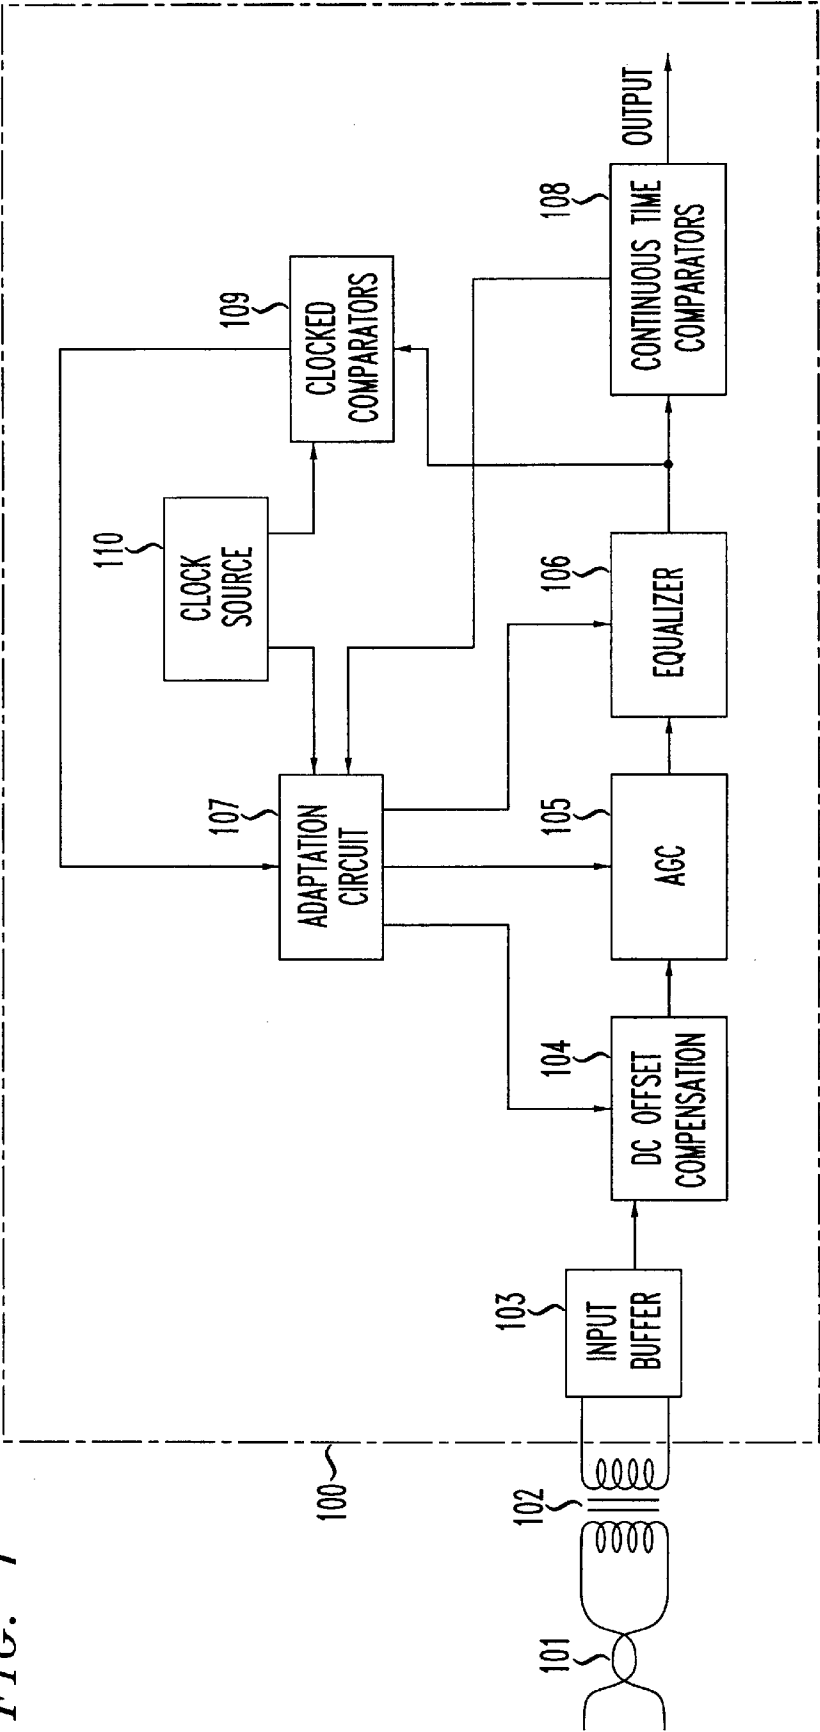 FIG. 1
100
101
102
103
INPUT
BUFFER
104
DC OFFSET
COMPENSATION
105
AGC
106
EQUALIZER
107
ADAPTATION
CIRCUIT
108
CONTINUOUS TIME
COMPARATORS
OUTPUT
109
CLOCKED
COMPARATORS
110
CLOCK
SOURCE